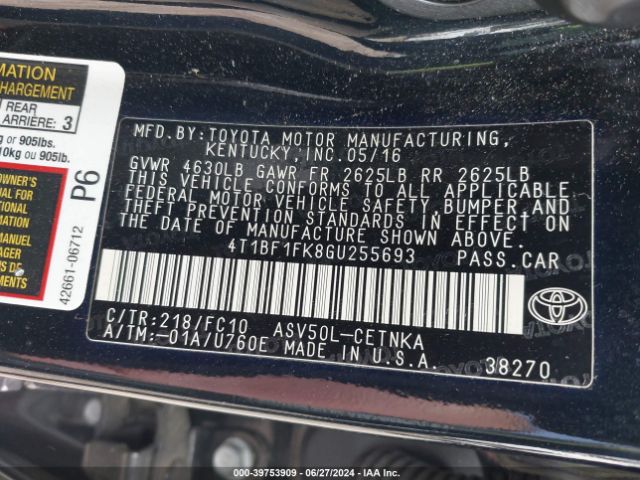 MATION
CHARGEMENT
REAR
ARRIÈRE: 3
g or 905lbs.
10kg ou 905lb.
OWNER'S
UAL FOR
TIONAL
MATION
MANUEL
AGER
S DE
42661-06712
P6
MFD. BY: TOYOTA MOTOR MANUFACTURING,
KENTUCKY, INC. 05/16
GVWR 4630LB GAWR FR 2625LB RR 2625LB
THIS VEHICLE CONFORMS TO ALL APPLICABLE
FEDERAL MOTOR VEHICLE SAFETY, BUMPER AND
THEFT PREVENTION STANDARDS IN EFFECT ON
THE DATE OF MANUFACTURE SHOWN ABOVE.
4T1BF1FK8GU255693 PASS.CAR
C/TR:218/FC10 ASV50L-CETNKA
A/TM:-01A/U760E MADE IN U.S.A. 38270
000-39753909 - 06/27/2024 - IAA Inc.